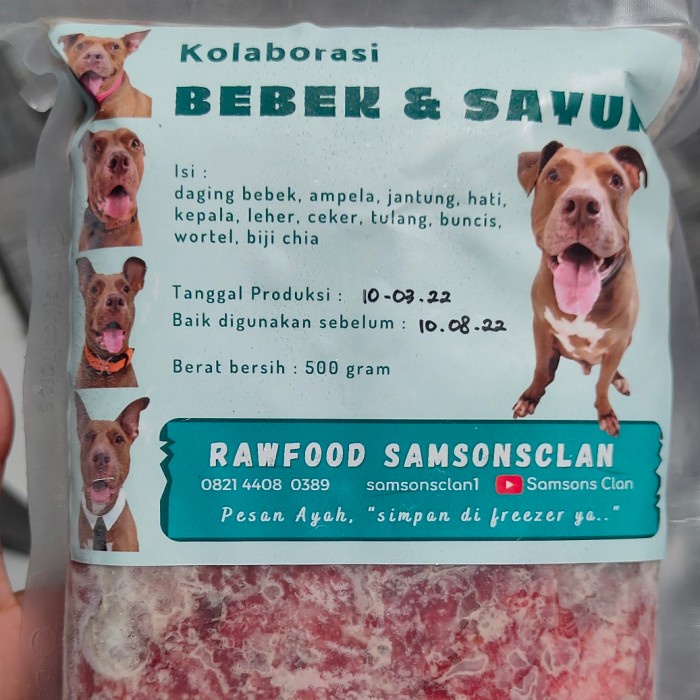 Kolaborasi
BEBEK & SAYUR
Isi :
daging bebek, ampela, jantung, hati,
kepala, leher, ceker, tulang, buncis,
wortel, biji chia
Tanggal Produksi : 10-03.22
Baik digunakan sebelum : 10.08.22
Berat bersih : 500 gram
RAWFOOD SAMSONSCLAN
0821 4408 0389 samsonsclan1 Samsons Clan
Pesan Ayah, "simpan di freezer ya.."